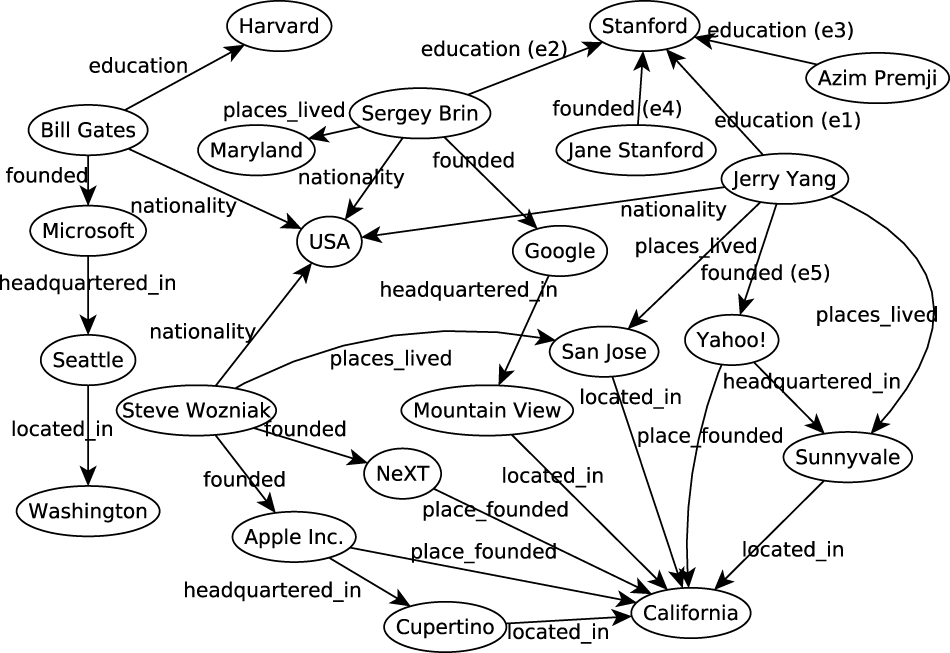 Harvard
Stanford
education (e3)
education (e2)
education
Azim Premji
places_lived
Sergey Brin
founded (e4)
education (e1)
Bill Gates
Maryland
Jane Stanford
founded
founded
nationality
Jerry Yang
nationality
nationality
Microsoft
USA
Google
places_lived
founded (e5)
headquartered_in
headquartered_in
places_lived
nationality
Yahoo!
Seattle
places_lived
San Jose
headquartered_in
located_in
Steve Wozniak
Mountain View
located_in
founded
place_founded
Sunnyvale
founded
NeXT
located_in
Washington
place_founded
Apple Inc.
place_founded
located_in
headquartered_in
California
Cupertino
located_in